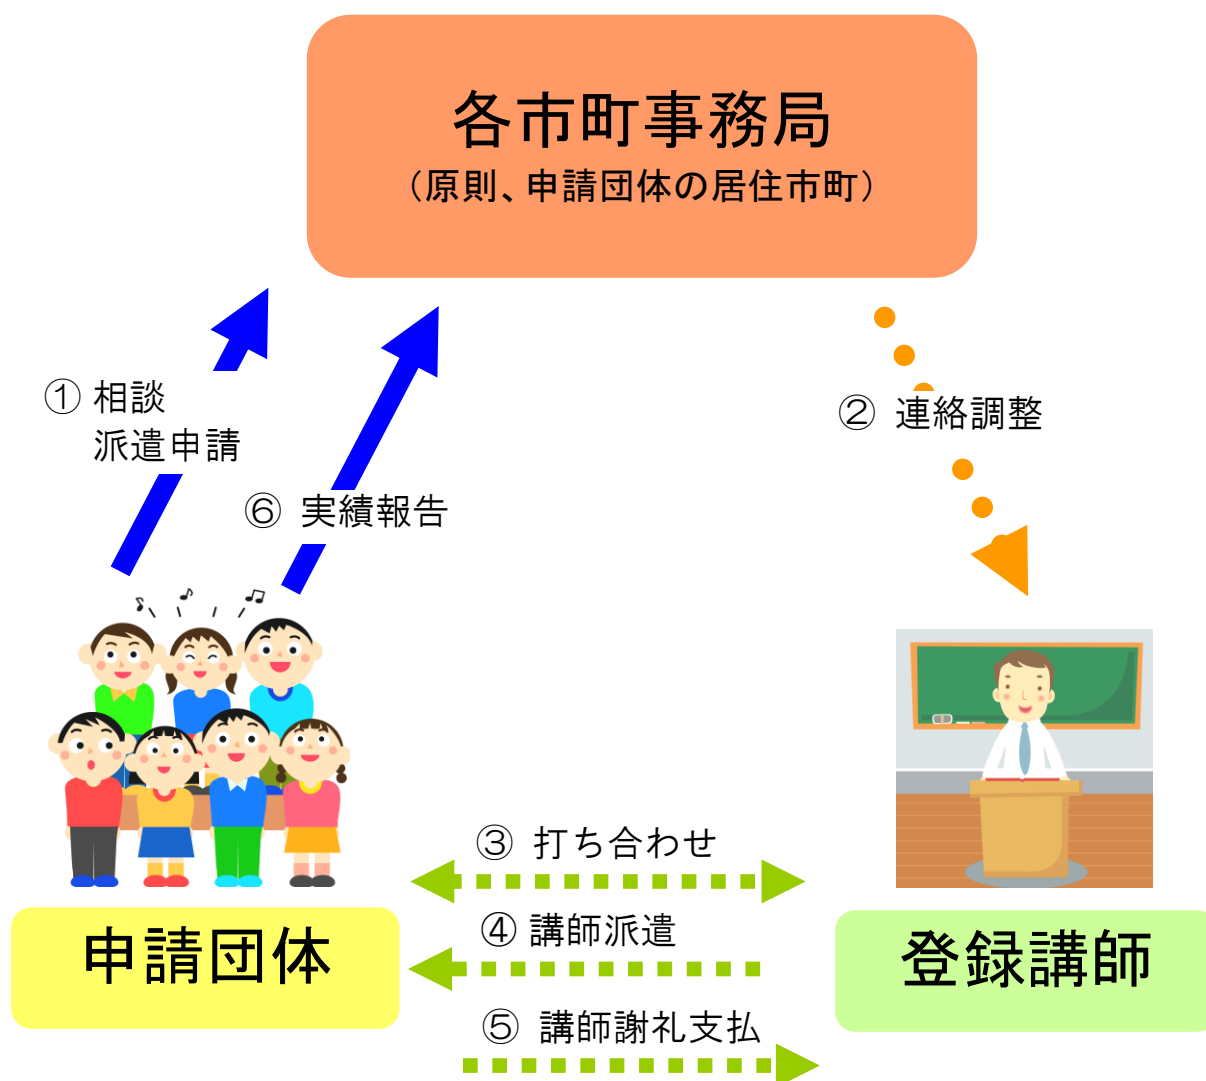 各市町事務局
（原則、申請団体の居住市町）
① 相談
派遣申請
② 連絡調整
⑥ 実績報告
③ 打ち合わせ
④ 講師派遣
申請団体
登録講師
⑤ 講師謝礼支払